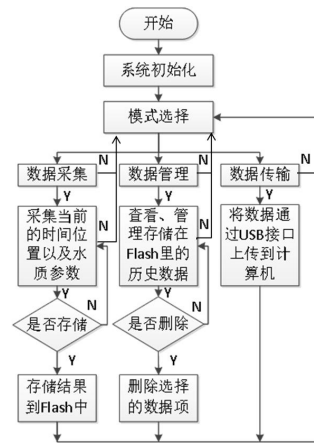 开始
系统初始化
模式选择
数据采集
N
数据管理
N
数据传输
N
Y
Y
Y
采集当前
的时间位
置以及水
质参数
查看、管
理存储在
Flash里的
历史数据
将数据通
过USB接口
上传到计
算机
Y
N
Y
N
是否存储
是否删除
Y
Y
存储结果
到Flash中
删除选择
的数据项